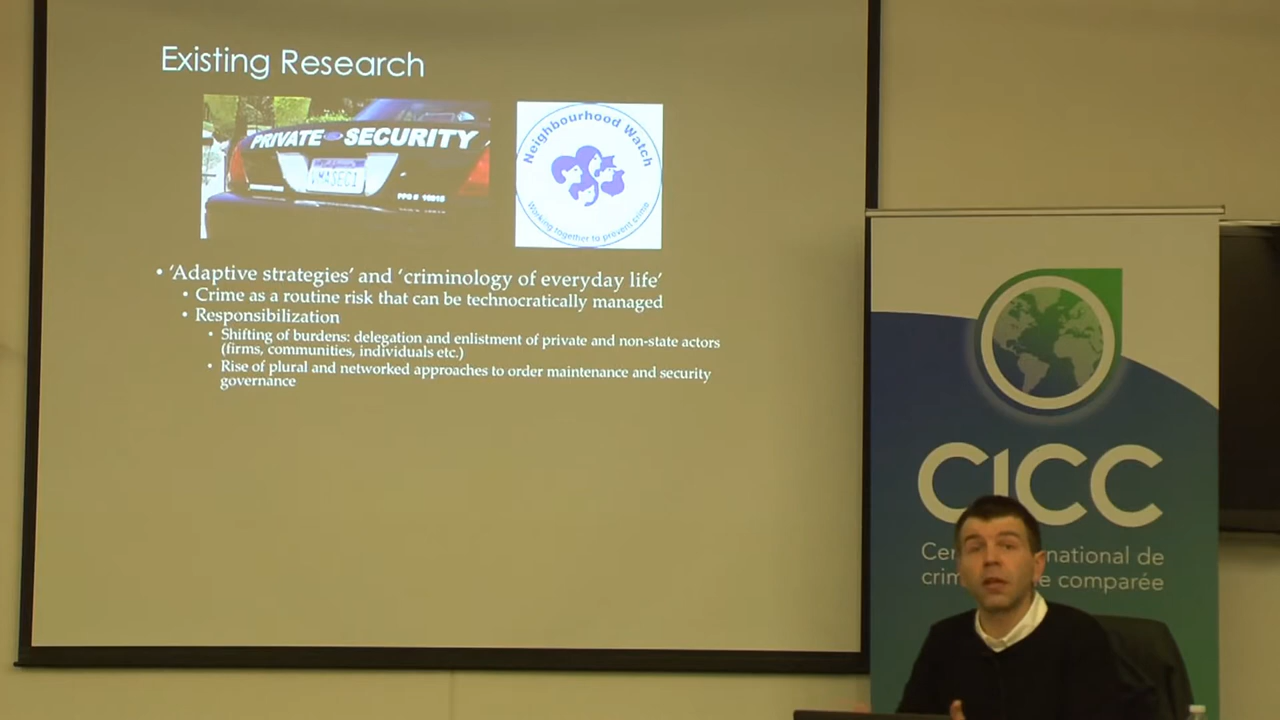 Existing Research
PRIVATE SECURITY
California
VMASEC1
Neighbourhood Watch
Working together to prevent crime
• 'Adaptive strategies' and 'criminology of everyday life'
• Crime as a routine risk that can be technocratically managed
• Responsibilization
• Shifting of burdens: delegation and enlistment of private and non-state actors
(firms, communities, individuals etc.)
• Rise of plural and networked approaches to order maintenance and security
governance
CICC
national de
comparée